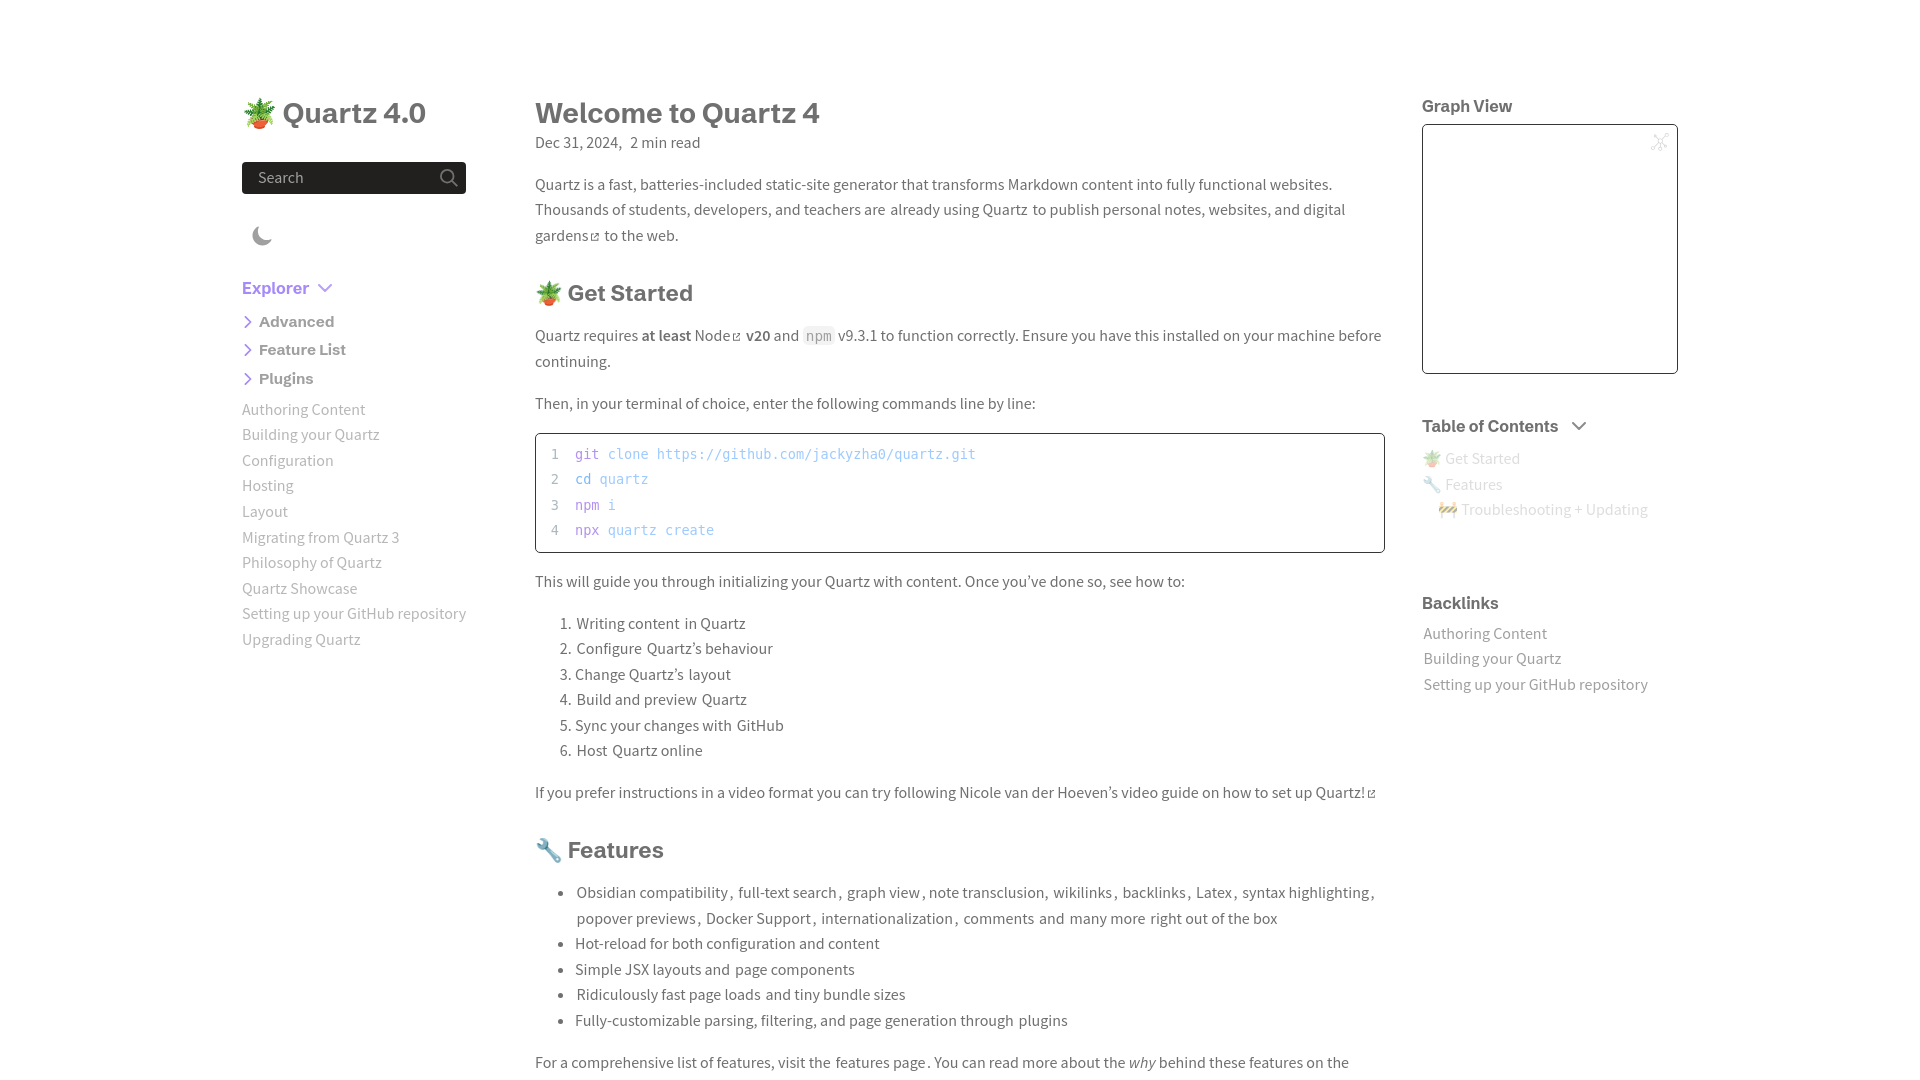 🪴 Quartz 4.0
Search
Explorer
Advanced
Feature List
Plugins
Authoring Content
Building your Quartz
Configuration
Hosting
Layout
Migrating from Quartz 3
Philosophy of Quartz
Quartz Showcase
Setting up your GitHub repository
Upgrading Quartz
Welcome to Quartz 4
Dec 31, 2024, 2 min read
Quartz is a fast, batteries-included static-site generator that transforms Markdown content into fully functional websites.
Thousands of students, developers, and teachers are already using Quartz to publish personal notes, websites, and digital
gardens to the web.
🪴 Get Started
Quartz requires at least Node v20 and npm v9.3.1 to function correctly. Ensure you have this installed on your machine before
continuing.
Then, in your terminal of choice, enter the following commands line by line:
1 git clone https://github.com/jackyzha0/quartz.git
2 cd quartz
3 npm i
4 npx quartz create
This will guide you through initializing your Quartz with content. Once you’ve done so, see how to:
1. Writing content in Quartz
2. Configure Quartz’s behaviour
3. Change Quartz’s layout
4. Build and preview Quartz
5. Sync your changes with GitHub
6. Host Quartz online
If you prefer instructions in a video format you can try following Nicole van der Hoeven’s video guide on how to set up Quartz!
🔧 Features
• Obsidian compatibility, full-text search, graph view, note transclusion, wikilinks, backlinks, Latex, syntax highlighting,
popover previews, Docker Support, internationalization, comments and many more right out of the box
• Hot-reload for both configuration and content
• Simple JSX layouts and page components
• Ridiculously fast page loads and tiny bundle sizes
• Fully-customizable parsing, filtering, and page generation through plugins
For a comprehensive list of features, visit the features page. You can read more about the why behind these features on the
Graph View
Table of Contents
🪴 Get Started
🔧 Features
🚧 Troubleshooting + Updating
Backlinks
Authoring Content
Building your Quartz
Setting up your GitHub repository